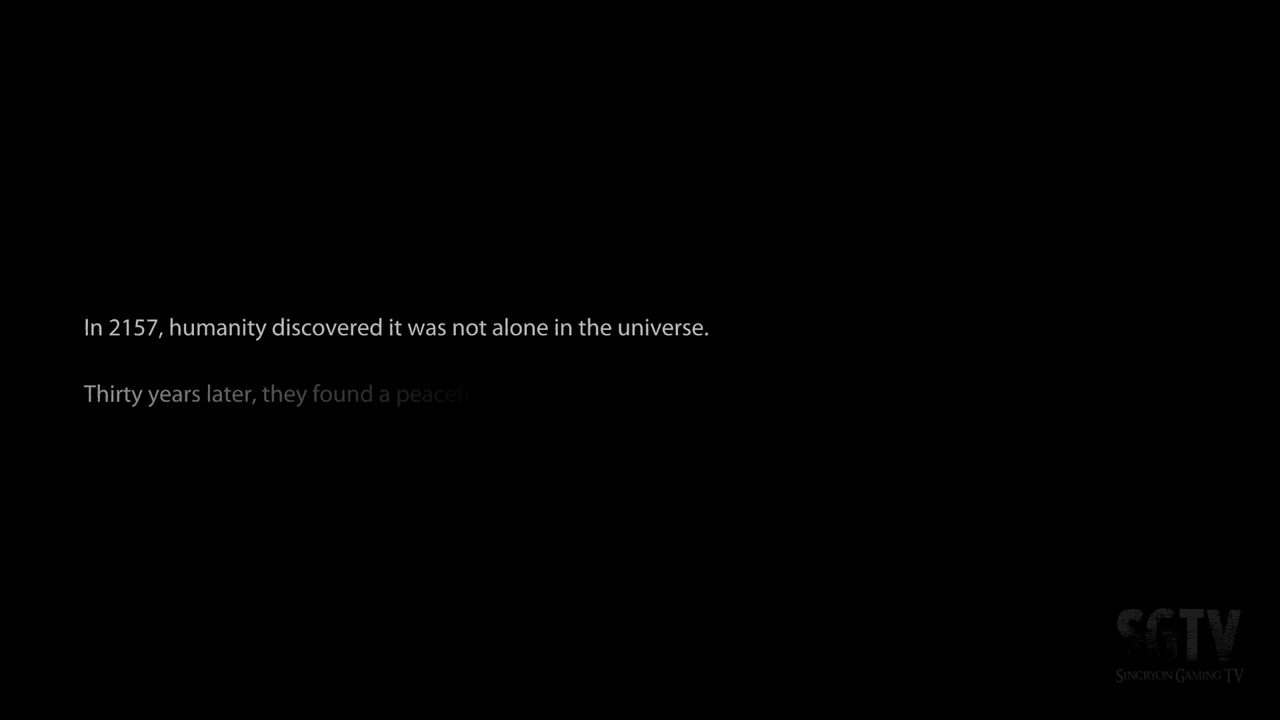 In 2157, humanity discovered it was not alone in the universe.
Thirty years later, they found a peacef
SGTV
SINCRYON GAMING TV